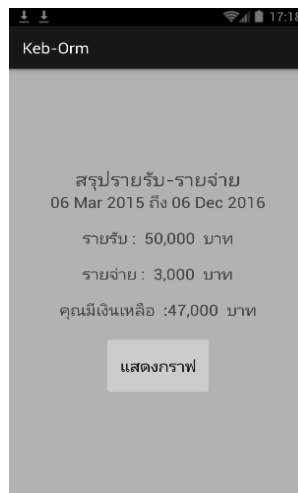 17:18
Keb-Orm
สรุปรายรับ-รายจ่าย
06 Mar 2015 ถึง 06 Dec 2016
รายรับ : 50,000 บาท
รายจ่าย : 3,000 บาท
คุณมีเงินเหลือ :47,000 บาท
แสดงกราฟ